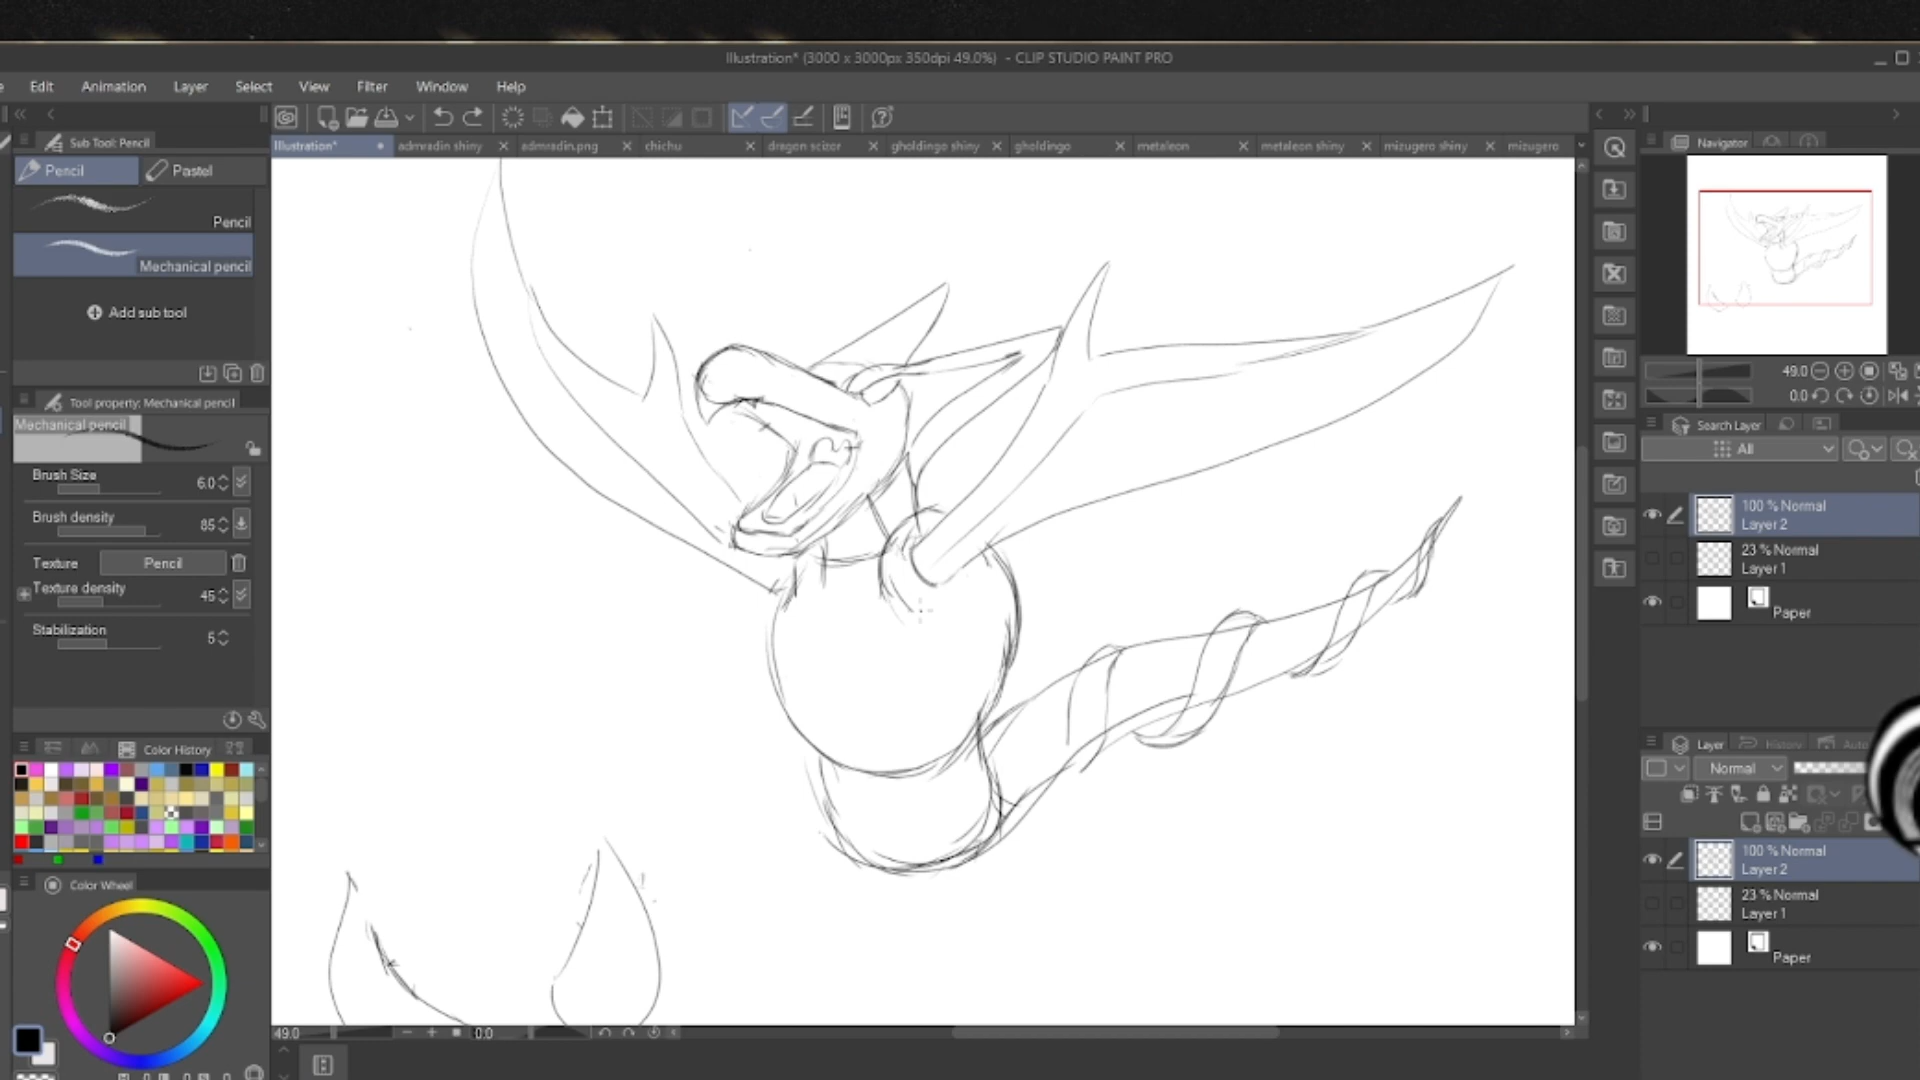 Illustration* (3000 x 3000px 350dpi 49.0%) - CLIP STUDIO PAINT PRO
Edit Animation Layer Select View Filter Window Help
Sub Tool: Pencil
Pencil Pastel
Pencil
Mechanical pencil
Add sub tool
Tool property: Mechanical pencil
Mechanical pencil
Brush Size 6.0
Brush density 85
Texture Pencil
Texture density 45
Stabilization 5
Color History
Color Wheel
Illustration* admradin shiny admradin.png chichu dragon scizor gholdingo shiny gholdingo metaleon metaleon shiny mizugero shiny mizugero
49.0 0.0
Navigator
49.0
0.0
Search Layer
All
100 % Normal
Layer 2
23 % Normal
Layer 1
Paper
Layer History Auto
Normal
100 % Normal
Layer 2
23 % Normal
Layer 1
Paper